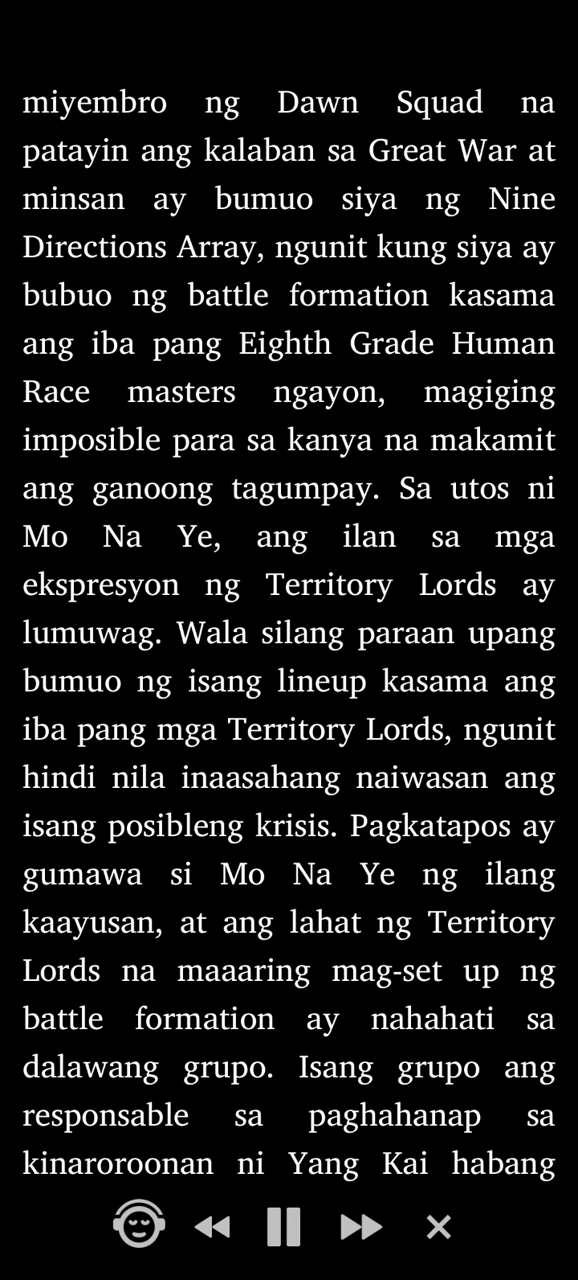 miyembro ng Dawn Squad na
patayin ang kalaban sa Great War at
minsan ay bumuo siya ng Nine
Directions Array, ngunit kung siya ay
bubuo ng battle formation kasama
ang iba pang Eighth Grade Human
Race masters ngayon, magiging
imposible para sa kanya na makamit
ang ganoong tagumpay. Sa utos ni
Mo Na Ye, ang ilan sa mga
ekspresyon ng Territory Lords ay
lumuwag. Wala silang paraan upang
bumuo ng isang lineup kasama ang
iba pang mga Territory Lords, ngunit
hindi nila inaasahang naiwasan ang
isang posibleng krisis. Pagkatapos ay
gumawa si Mo Na Ye ng ilang
kaayusan, at ang lahat ng Territory
Lords na maaaring mag-set up ng
battle formation ay nahahati sa
dalawang grupo. Isang grupo ang
responsable sa paghahanap sa
kinaroroonan ni Yang Kai habang